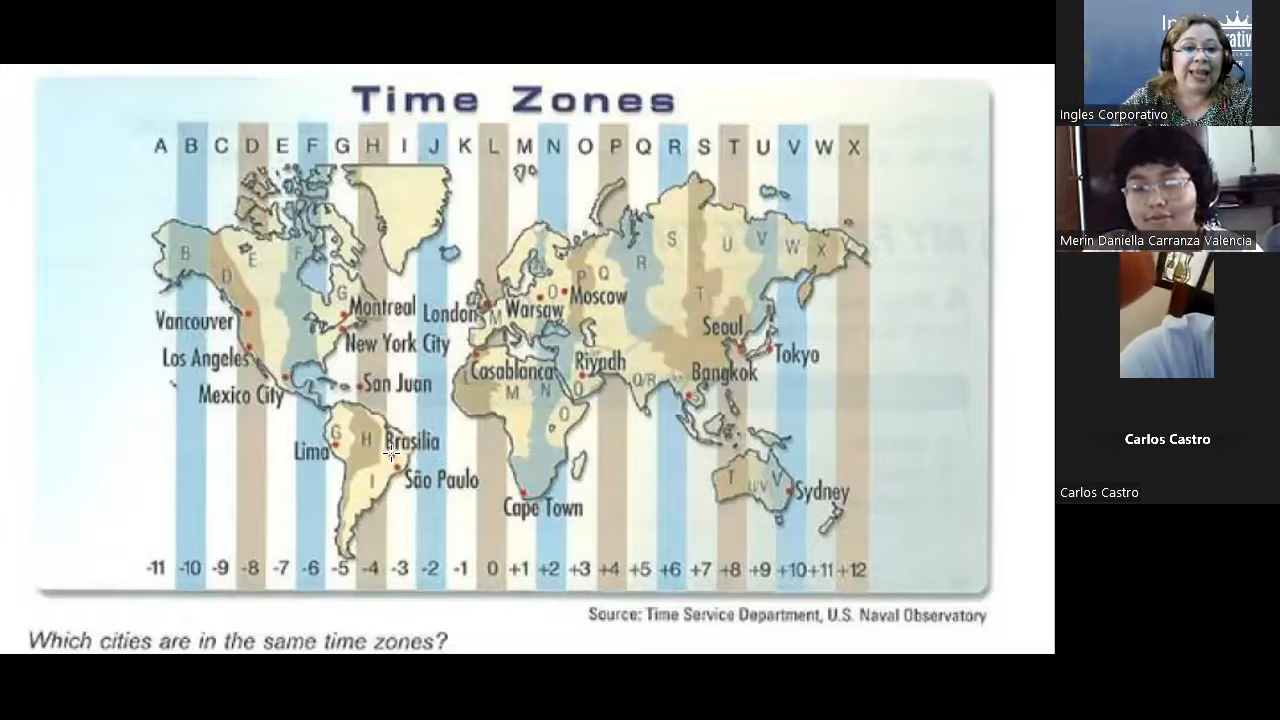 Time Zones
A B C D E F G H I J K L M N O P Q R S T U V W X
B
D
E
F
G
Montreal
London
M
Warsaw
O
Moscow
P
Q
R
S
T
U
V
W
X
Vancouver
New York City
Seoul
Tokyo
Los Angeles
Casablanca
Riyadh
Bangkok
Mexico City
San Juan
L
M
N
O
Q/R
S
G
H
Brasilia
O
Lima
I
São Paulo
Cape Town
T
U/V
V
Sydney
-11 -10 -9 -8 -7 -6 -5 -4 -3 -2 -1 0 +1 +2 +3 +4 +5 +6 +7 +8 +9 +10 +11 +12
Source: Time Service Department, U.S. Naval Observatory
Which cities are in the same time zones?
Ingles Corporativo
Merin Daniella Carranza Valencia
Carlos Castro
Carlos Castro